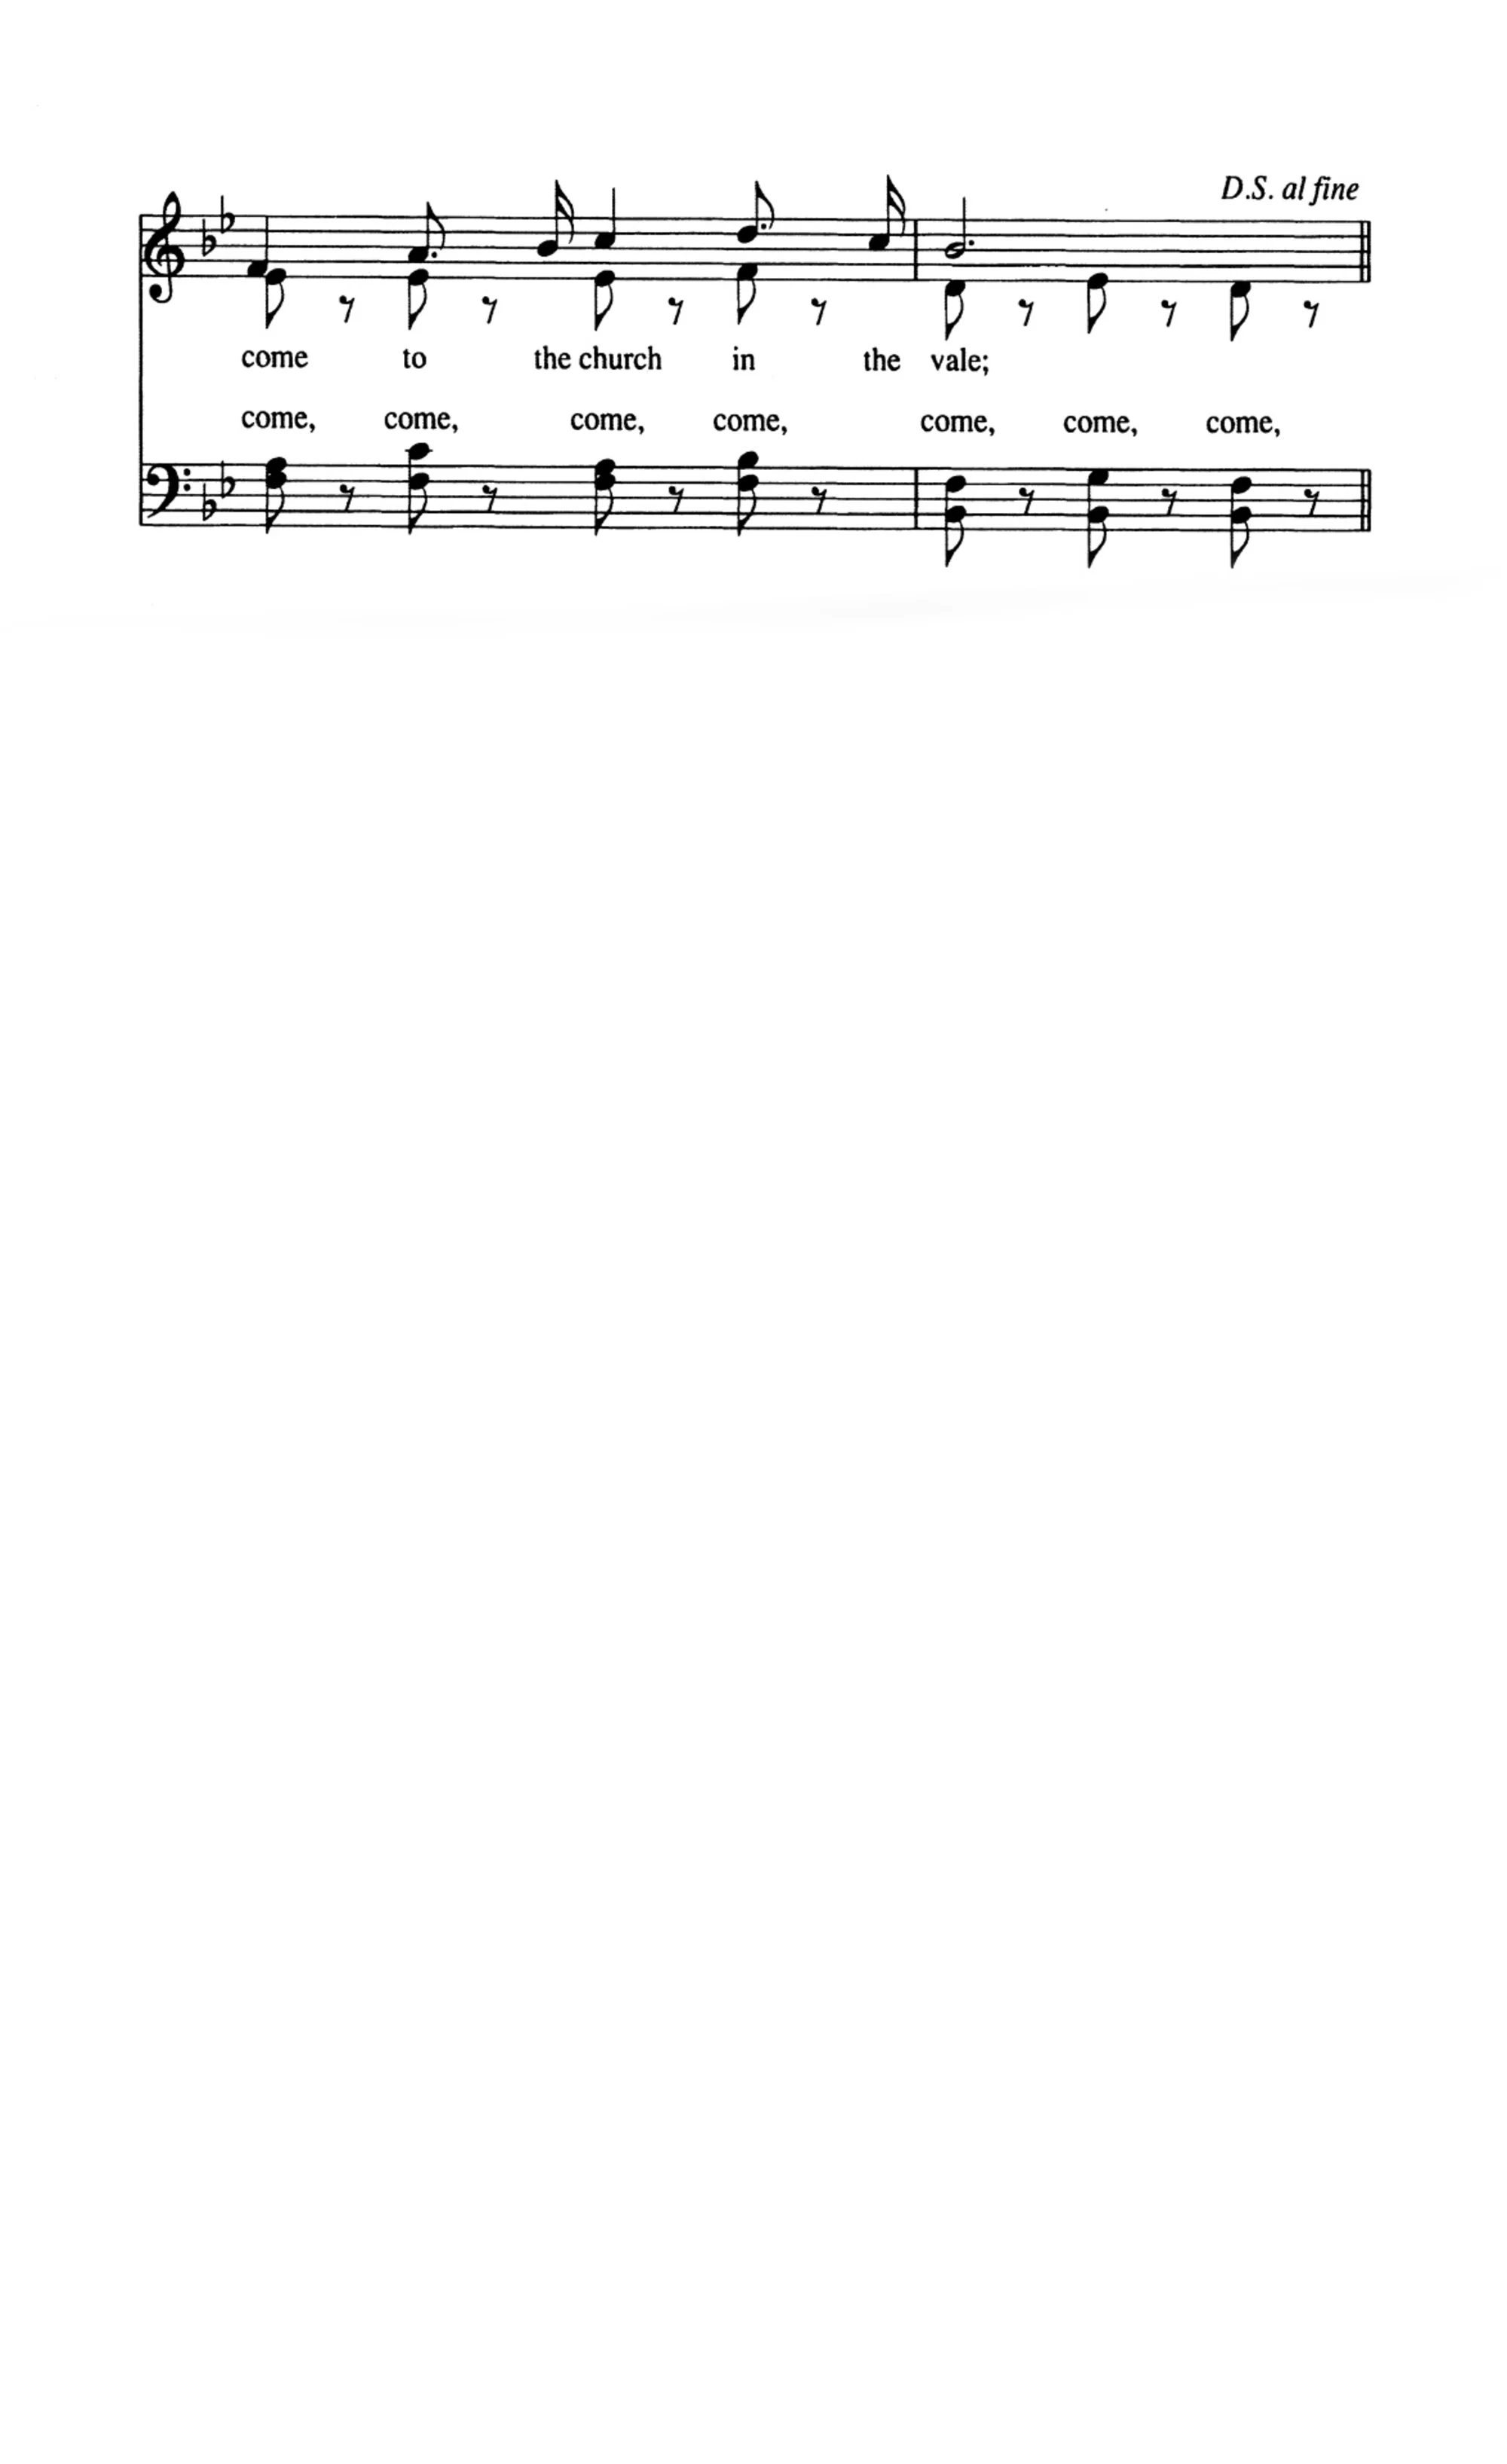 D.S. al fine
come to the church in the vale;
come, come, come, come, come, come, come,